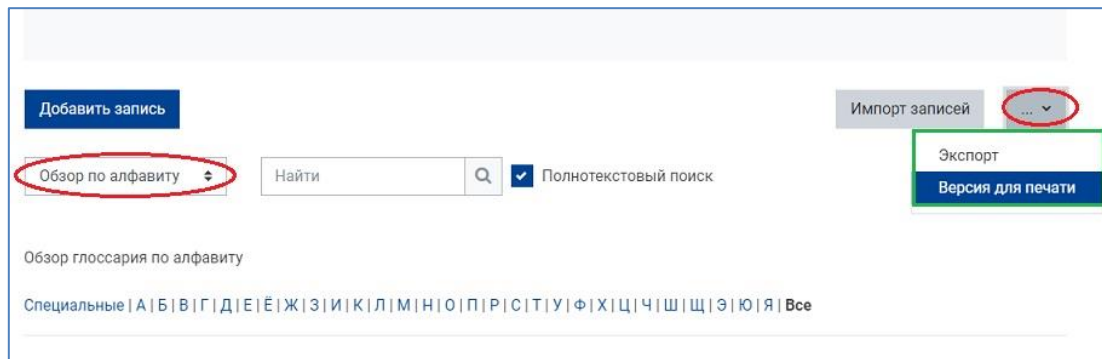 Добавить запись
Импорт записей
...
Обзор по алфавиту
Найти
Полнотекстовый поиск
Экспорт
Версия для печати
Обзор глоссария по алфавиту
Специальные | А | Б | В | Г | Д | Е | Ё | Ж | З | И | К | Л | М | Н | О | П | Р | С | Т | У | Ф | Х | Ц | Ч | Ш | Щ | Э | Ю | Я | Все